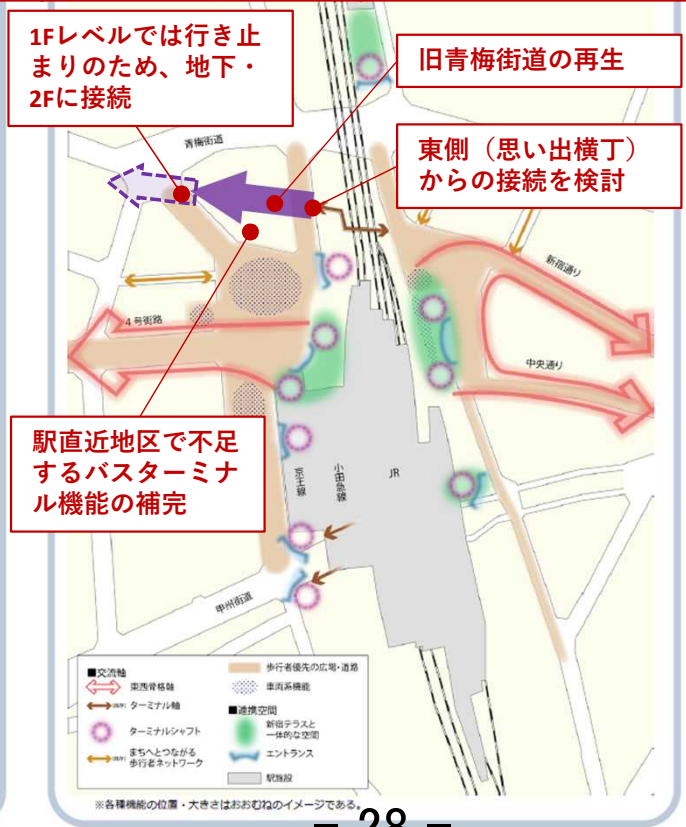 1Fレベルでは行き止
まりのため、地下・
2Fに接続
旧青梅街道の再生
東側（思い出横丁）
からの接続を検討
青梅街道
新宿通り
4号街路
中央通り
駅直近地区で不足
するバスターミナ
ル機能の補完
京王線
小田急線
JR
甲州街道
■交流軸
東西骨格軸
ターミナル軸
ターミナルシャフト
まちへとつながる
歩行者ネットワーク
歩行者優先の広場・道路
車両系機能
■連携空間
新宿テラスと
一体的な空間
エントランス
駅施設
※各種機能の位置・大きさはおおむねのイメージである。
- 28 -